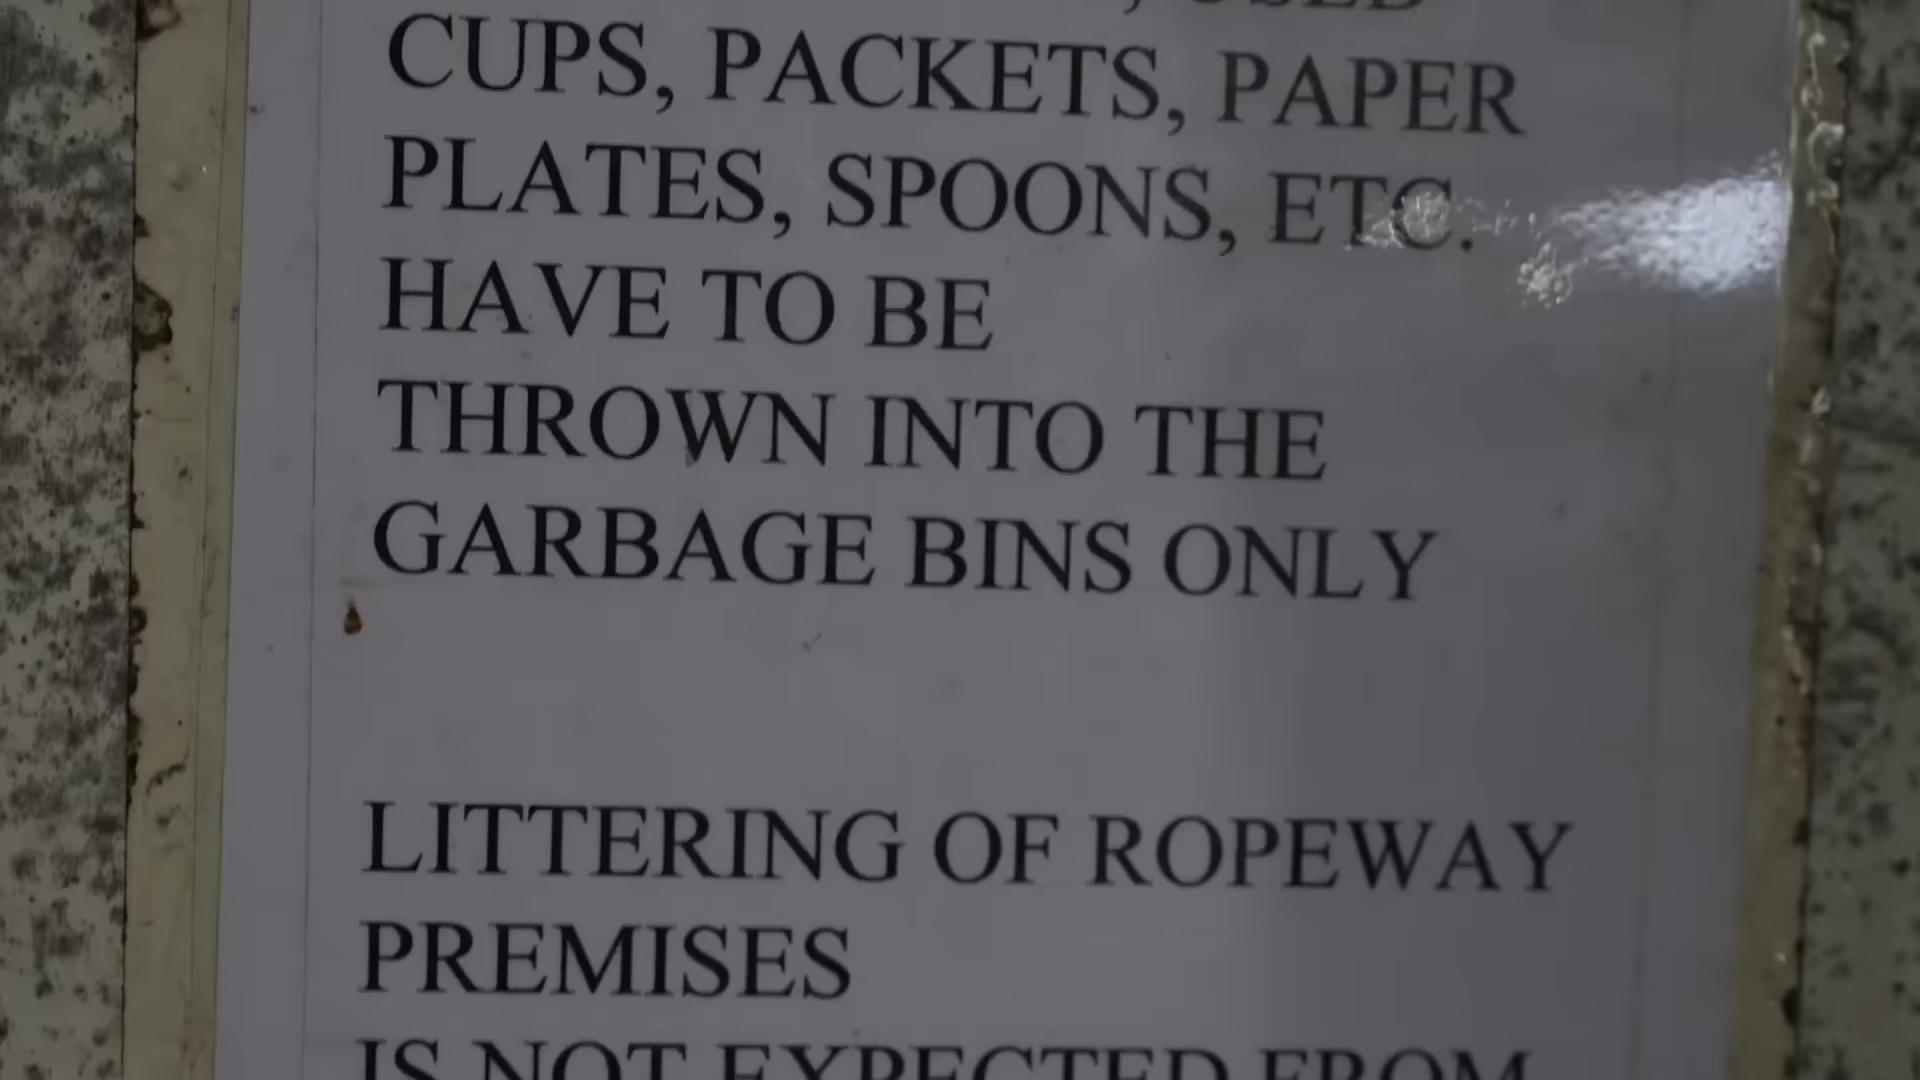 , USED
CUPS, PACKETS, PAPER
PLATES, SPOONS, ETC.
HAVE TO BE
THROWN INTO THE
GARBAGE BINS ONLY
LITTERING OF ROPEWAY
PREMISES
IS NOT EXPECTED FROM